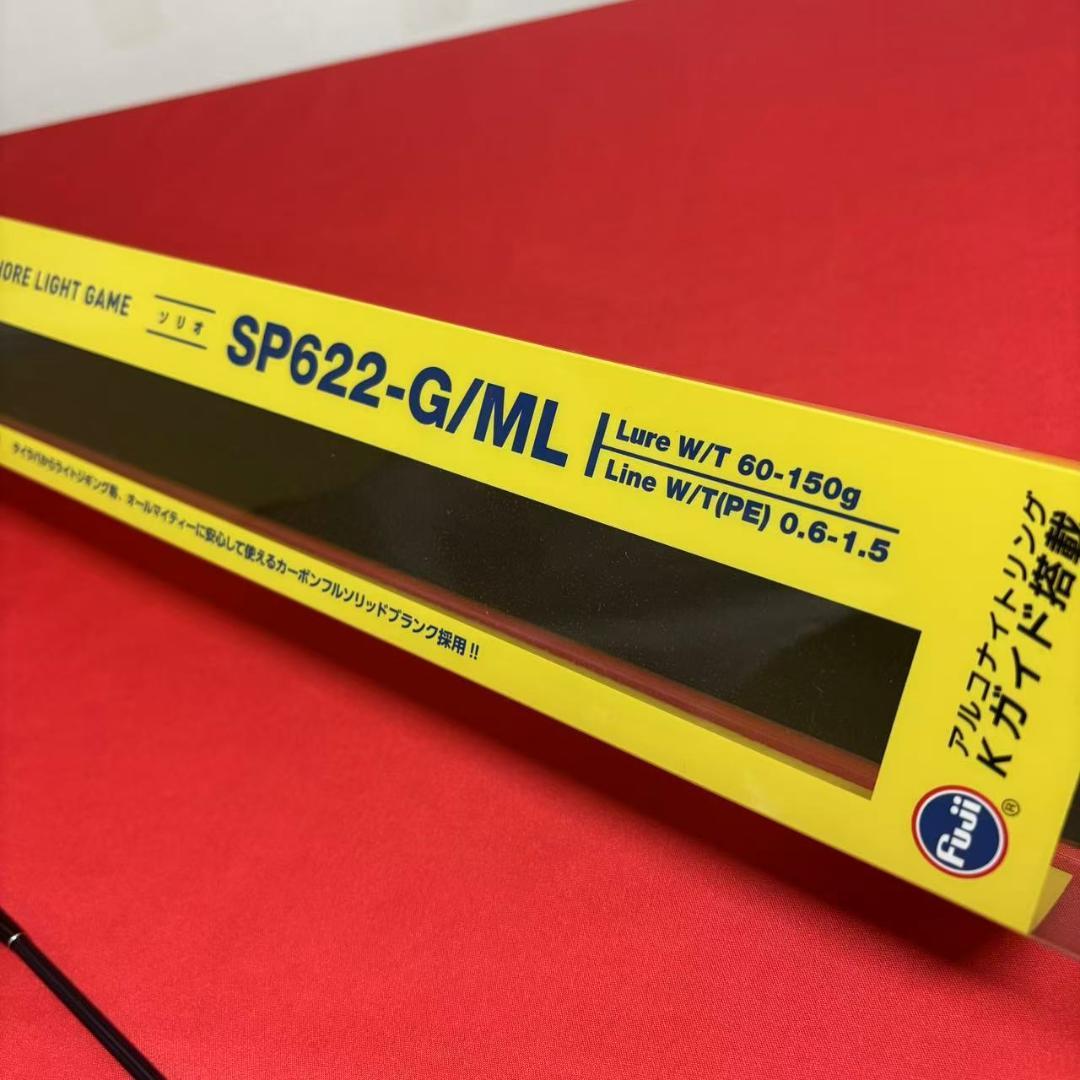 HORE LIGHT GAME
ソリオ
SP622-G/ML
Lure W/T 60-150g
Line W/T(PE) 0.6-1.5
タイラバからライトジギング等、オールマイティーに安心して使えるカーボンフルソリッドブランク採用!!
アルコナイトリング
Kガイド搭載
Fuji®